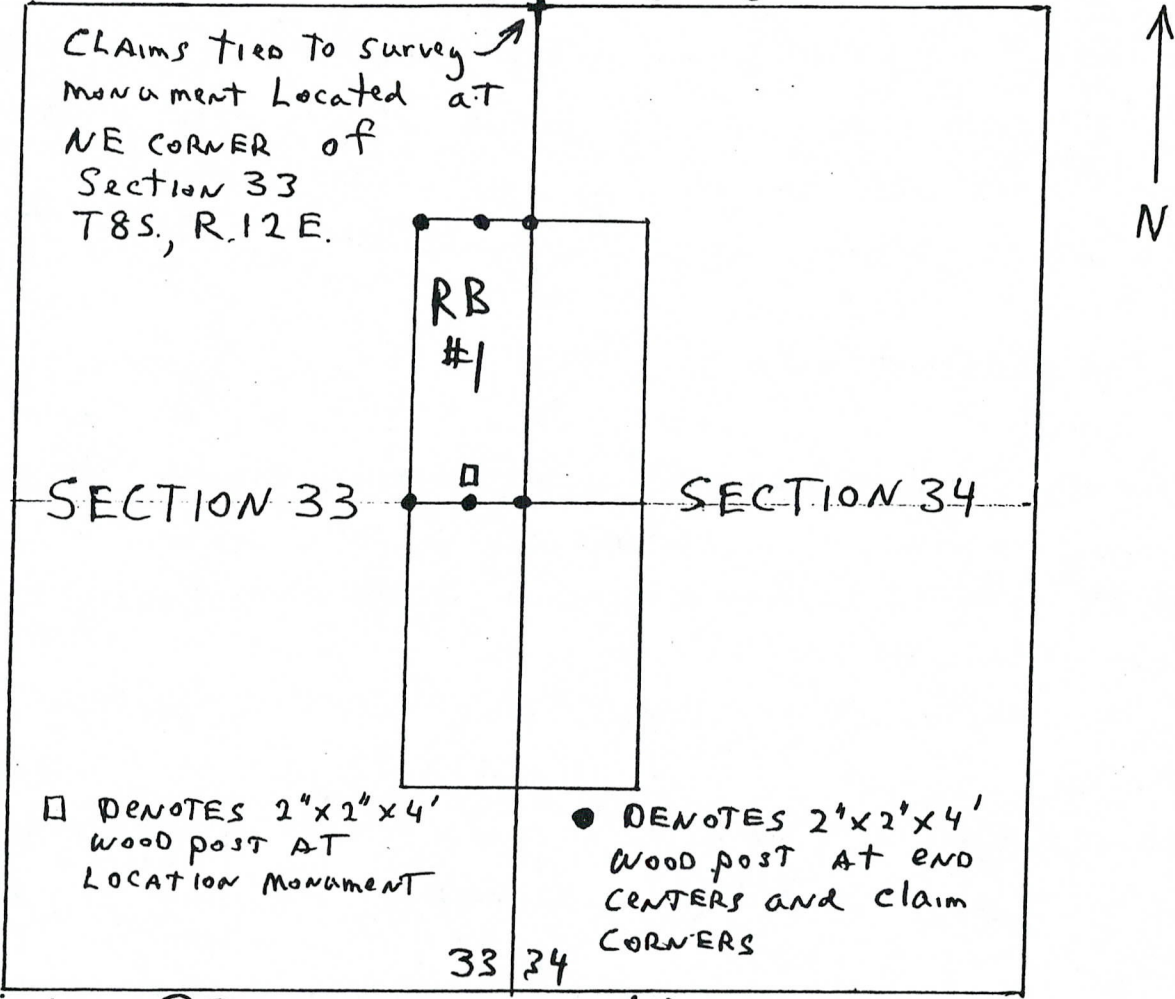 CLAIms tieD To survey
monument Located aT
NE CORNER of
Section 33
T8S., R.12E.
N
RB
#1
SECTION 33
SECTION 34
DENOTES 2"x2"x4'
WOOD POST AT
LOCATION MONUMENT
DENOTES 2"x2"x4'
WOOD POST At END
CENTERS and Claim
CORNERS
33 34